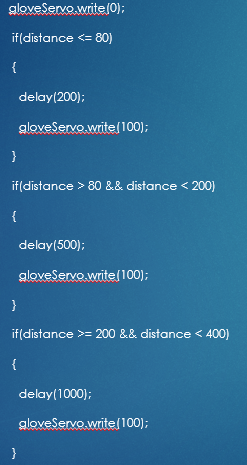 gloveServo.write(0);
if(distance <= 80)
{
delay(200);
gloveServo.write(100);
}
if(distance > 80 && distance < 200)
{
delay(500);
gloveServo.write(100);
}
if(distance >= 200 && distance < 400)
{
delay(1000);
gloveServo.write(100);
}